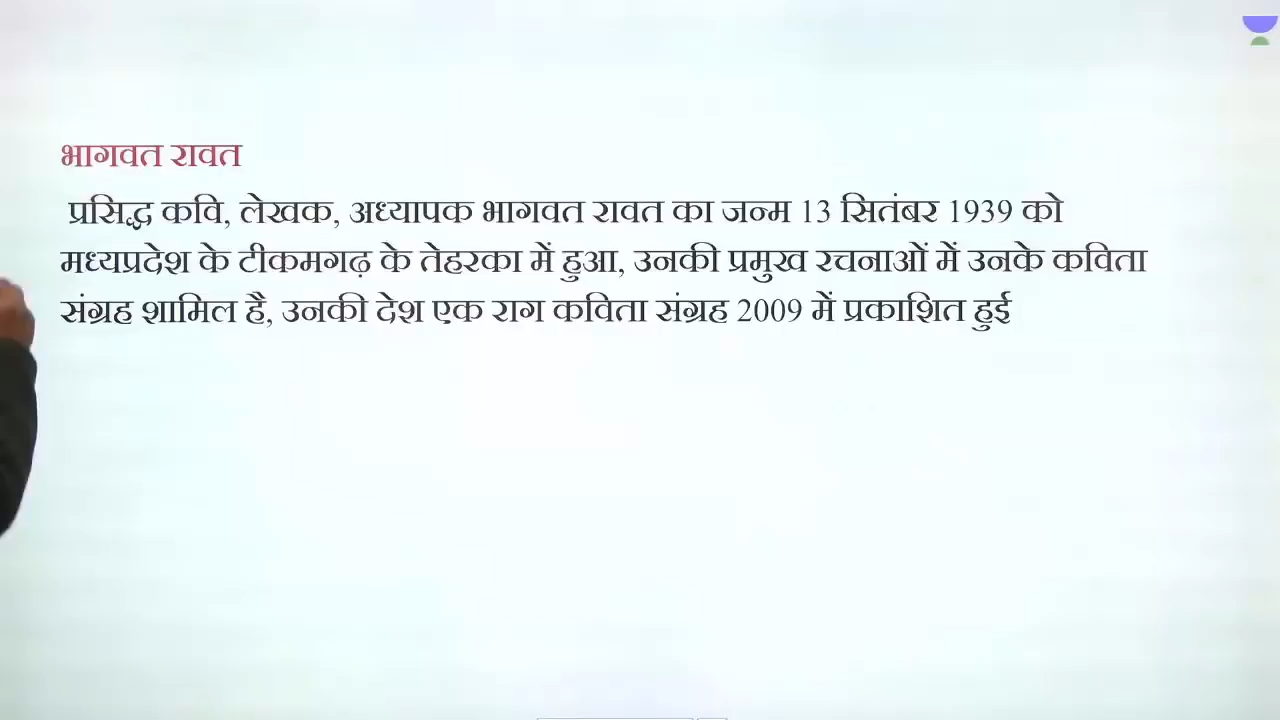 भागवत रावत
प्रसिद्ध कवि, लेखक, अध्यापक भागवत रावत का जन्म 13 सितंबर 1939 को
मध्यप्रदेश के टीकमगढ़ के तेहरका में हुआ, उनकी प्रमुख रचनाओं में उनके कविता
संग्रह शामिल है, उनकी देश एक राग कविता संग्रह 2009 में प्रकाशित हुई